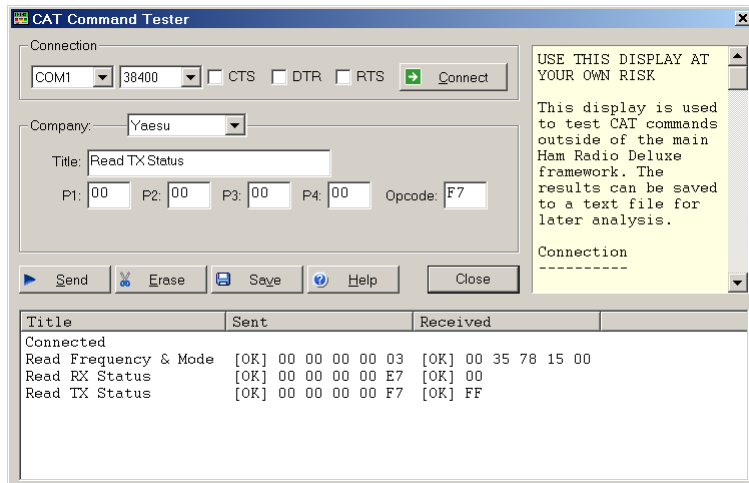 CAT Command Tester
Connection
COM1 38400 CTS DTR RTS Connect
Company: Yaesu
Title: Read TX Status
P1: 00 P2: 00 P3: 00 P4: 00 Opcode: F7
Send Erase Save Help Close
USE THIS DISPLAY AT
YOUR OWN RISK
This display is used
to test CAT commands
outside of the main
Ham Radio Deluxe
framework. The
results can be saved
to a text file for
later analysis.
Connection
----------
Title Sent Received
Connected
Read Frequency & Mode [OK] 00 00 00 00 03 [OK] 00 35 78 15 00
Read RX Status [OK] 00 00 00 00 E7 [OK] 00
Read TX Status [OK] 00 00 00 00 F7 [OK] FF